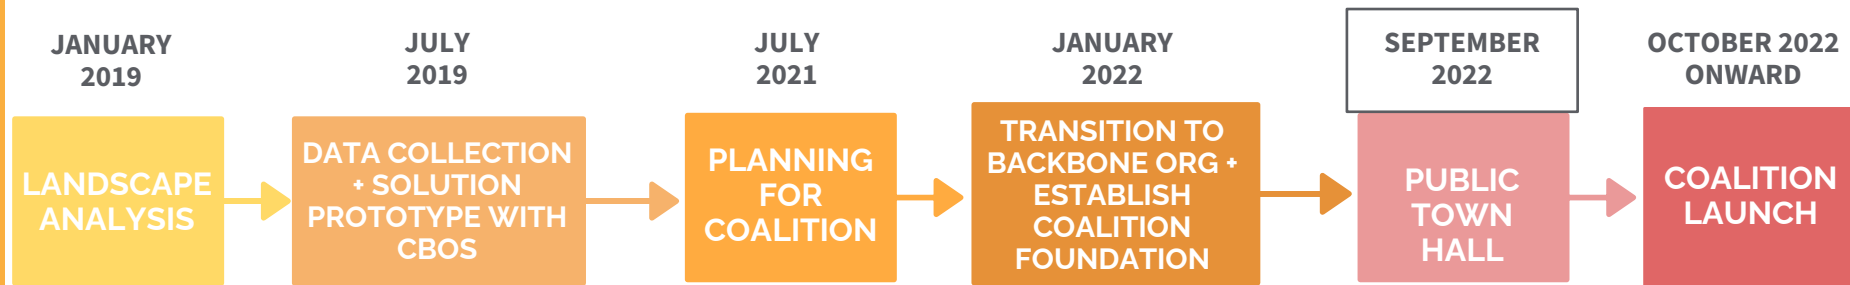 JANUARY
2019
LANDSCAPE
ANALYSIS
JULY
2019
DATA COLLECTION
+ SOLUTION
PROTOTYPE WITH
CBOS
JULY
2021
PLANNING
FOR
COALITION
JANUARY
2022
TRANSITION TO
BACKBONE ORG +
ESTABLISH
COALITION
FOUNDATION
SEPTEMBER
2022
PUBLIC
TOWN
HALL
OCTOBER 2022
ONWARD
COALITION
LAUNCH